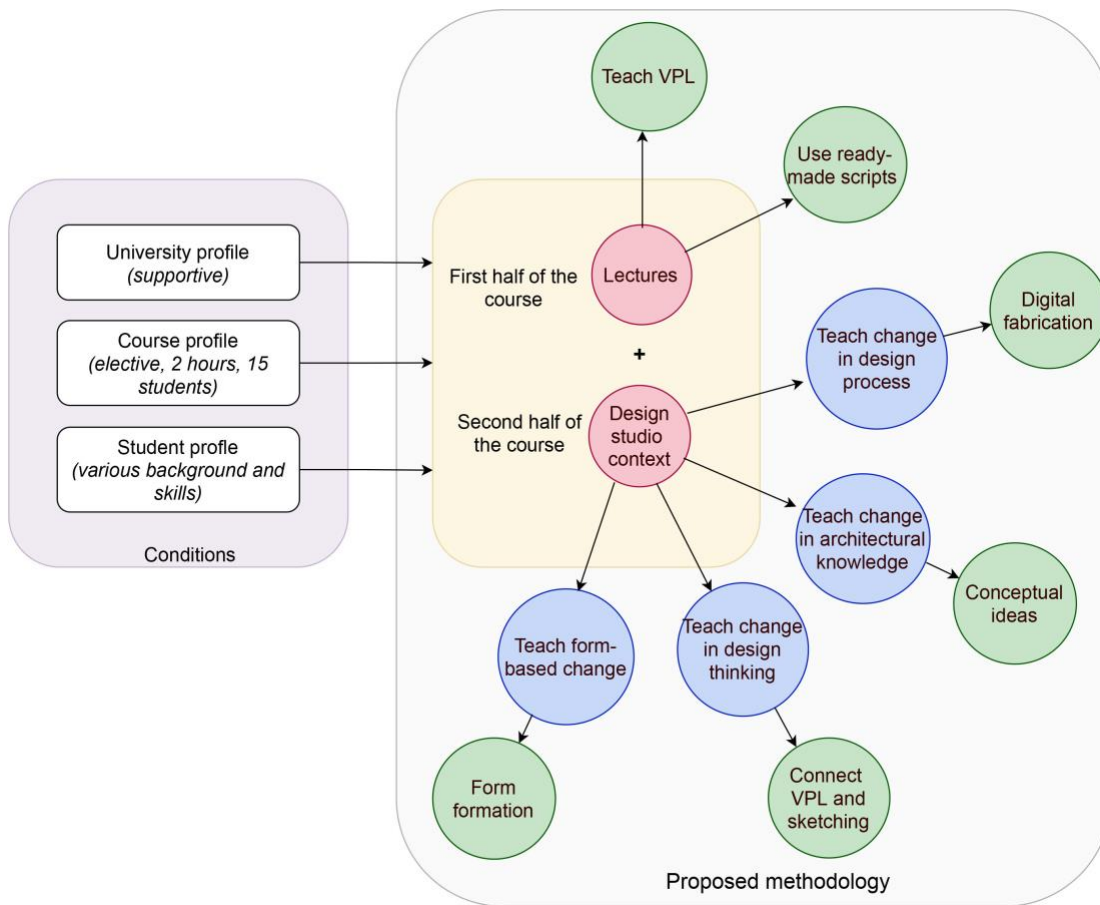 Teach VPL
Use ready-
made scripts
University profile
(supportive)
First half of the
course
Lectures
Digital
fabrication
Course profile
(elective, 2 hours, 15
students)
+
Teach change
in design
process
Second half of
the course
Design
studio
context
Student profile
(various background and
skills)
Conditions
Teach change
in architectural
knowledge
Conceptual
ideas
Teach form-
based change
Teach change
in design
thinking
Form
formation
Connect
VPL and
sketching
Proposed methodology